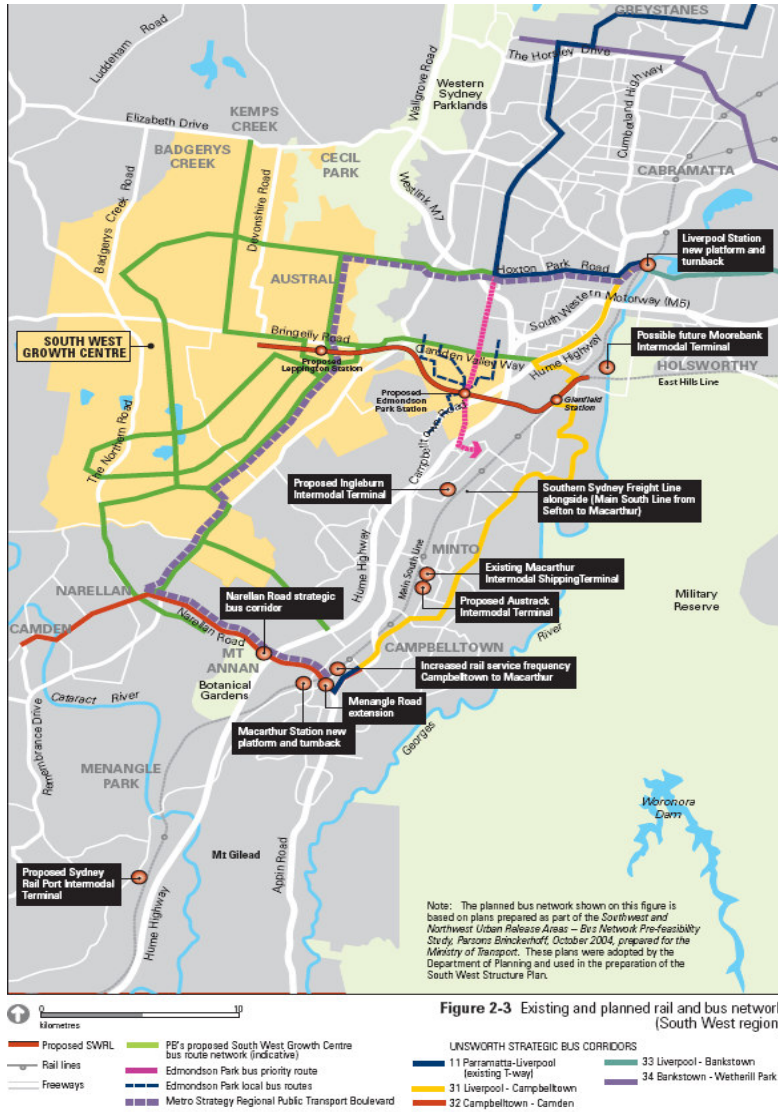 GREYSTANES
Luddeham Road
The Horsley Drive
Wallgrove Road
Western
Sydney
Parklands
Cumberland Highway
KEMPS
CREEK
Elizabeth Drive
BADGERYS
CREEK
CECIL
PARK
CABRAMATTA
Westlink M7
Badgerys Creek Road
Devonshire Road
Liverpool Station
new platform and
turnback
AUSTRAL
Hoxton Park Road
South Western Motorway (M5)
SOUTH WEST
GROWTH CENTRE
Bringelly Road
Proposed
Leppington Station
Camden Valley Way
Hume Highway
Possible future Moorebank
Intermodal Terminal
HOLSWORTHY
East Hills Line
Proposed
Edmondson
Park Station
Glenfield
Station
Campbelltown Road
The Northern Road
Proposed Ingleburn
Intermodal Terminal
Southern Sydney Freight Line
alongside (Main South Line from
Sefton to Macarthur)
Hume Highway
Main South Line
MINTO
Existing Macarthur
Intermodal ShippingTerminal
Proposed Austrack
Intermodal Terminal
NARELLAN
Narellan Road strategic
bus corridor
Military
Reserve
CAMDEN
Narellan Road
MT
ANNAN
CAMPBELLTOWN
River
Increased rail service frequency
Campbelltown to Macarthur
Botanical
Gardens
Menangle Road
extension
Cataract River
Macarthur Station new
platform and turnback
Georges
Remembrance Drive
MENANGLE
PARK
Woronora
Dam
Mt Gilead
Appin Road
Proposed Sydney
Rail Port Intermodal
Terminal
Hume Highway
Note: The planned bus network shown on this figure is
based on plans prepared as part of the Southwest and
Northwest Urban Release Areas – Bus Network Pre-feasibility
Study, Parsons Brinckerhoff, October 2004, prepared for the
Ministry of Transport. These plans were adopted by the
Department of Planning and used in the preparation of the
South West Structure Plan.
0 10
kilometres
Figure 2-3 Existing and planned rail and bus network
(South West region
Proposed SWRL
Rail lines
Freeways
PB's proposed South West Growth Centre
bus route network (indicative)
Edmondson Park bus priority route
Edmondson Park local bus routes
Metro Strategy Regional Public Transport Boulevard
UNSWORTH STRATEGIC BUS CORRIDORS
11 Parramatta-Liverpool
(existing T-way)
31 Liverpool - Campbelltown
32 Campbelltown - Camden
33 Liverpool - Bankstown
34 Bankstown - Wetherill Park